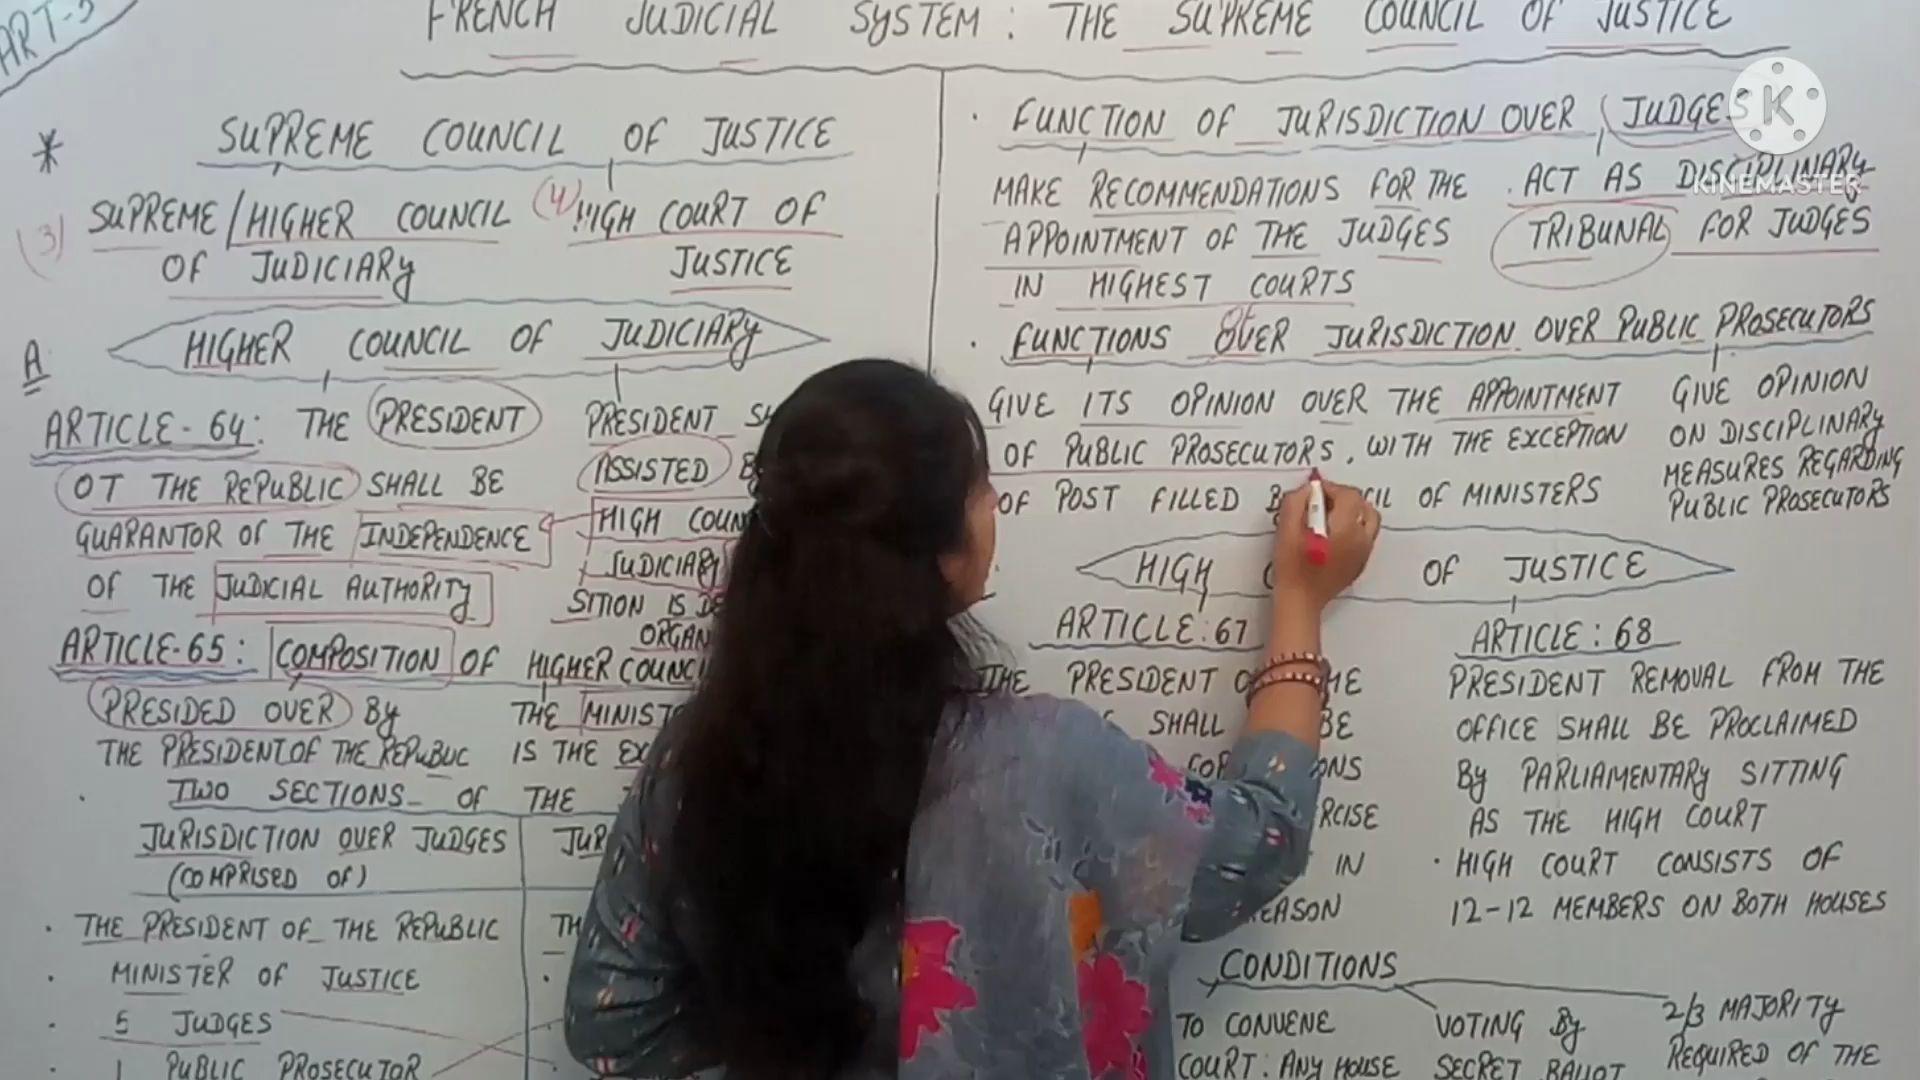 ART-3
FRENCH JUDICIAL SYSTEM : THE SUPREME COUNCIL OF JUSTICE
* SUPREME COUNCIL OF JUSTICE
(3) SUPREME/HIGHER COUNCIL
OF JUDICIARY
(4) HIGH COURT OF
JUSTICE
A
HIGHER COUNCIL OF JUDICIARY
ARTICLE-64: THE PRESIDENT
OT THE REPUBLIC SHALL BE
GUARANTOR OF THE INDEPENDENCE
OF THE JUDICIAL AUTHORITY
PRESIDENT
ASSISTED
HIGH
JUDICIARY
SITION IS
ARTICLE-65: COMPOSITION OF HIGHER COUNCIL
PRESIDED OVER BY
THE PRESIDENT OF THE REPUBLIC
THE
IS THE
TWO SECTIONS OF THE
JURISDICTION OVER JUDGES
(COMPRISED OF)
· THE PRESIDENT OF THE REPUBLIC
· MINISTER OF JUSTICE
· 5 JUDGES
· 1 PUBLIC PROSECUTOR
· FUNCTION OF JURISDICTION OVER JUDGES
MAKE RECOMMENDATIONS FOR THE
APPOINTMENT OF THE JUDGES
IN HIGHEST COURTS
· ACT AS DISCIPLINARY
TRIBUNAL FOR JUDGES
K
KINEMASTER
· FUNCTIONS OVER JURISDICTION OVER PUBLIC PROSECUTORS
of
GIVE ITS OPINION OVER THE APPOINTMENT
OF PUBLIC PROSECUTORS, WITH THE EXCEPTION
OF POST FILLED OF MINISTERS
GIVE OPINION
ON DISCIPLINARY
MEASURES REGARDING
PUBLIC PROSECUTORS
HIGH OF JUSTICE
ARTICLE:67
THE PRESIDENT
SHALL BE
IN
ARTICLE:68
PRESIDENT REMOVAL FROM THE
OFFICE SHALL BE PROCLAIMED
BY PARLIAMENTARY SITTING
AS THE HIGH COURT
· HIGH COURT CONSISTS OF
12-12 MEMBERS ON BOTH HOUSES
CONDITIONS
TO CONVENE
COURT: ANY HOUSE
VOTING BY
SECRET BALLOT
2/3 MAJORITY
REQUIRED OF THE